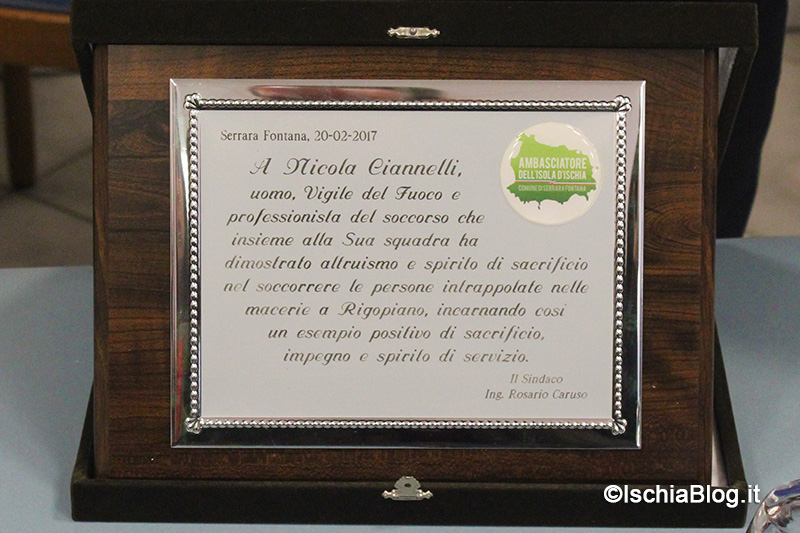 Serrara Fontana, 20-02-2017
AMBASCIATORE
DELL'ISOLA D'ISCHIA
COMUNE DI SERRARA FONTANA
A Nicola Ciannelli,
uomo, Vigile del Fuoco e
professionista del soccorso che
insieme alla Sua squadra ha
dimostrato altruismo e spirito di sacrificio
nel soccorrere le persone intrappolate nelle
macerie a Rigopiano, incarnando così
un esempio positivo di sacrificio,
impegno e spirito di servizio.
Il Sindaco
Ing. Rosario Caruso
©IschiaBlog.it